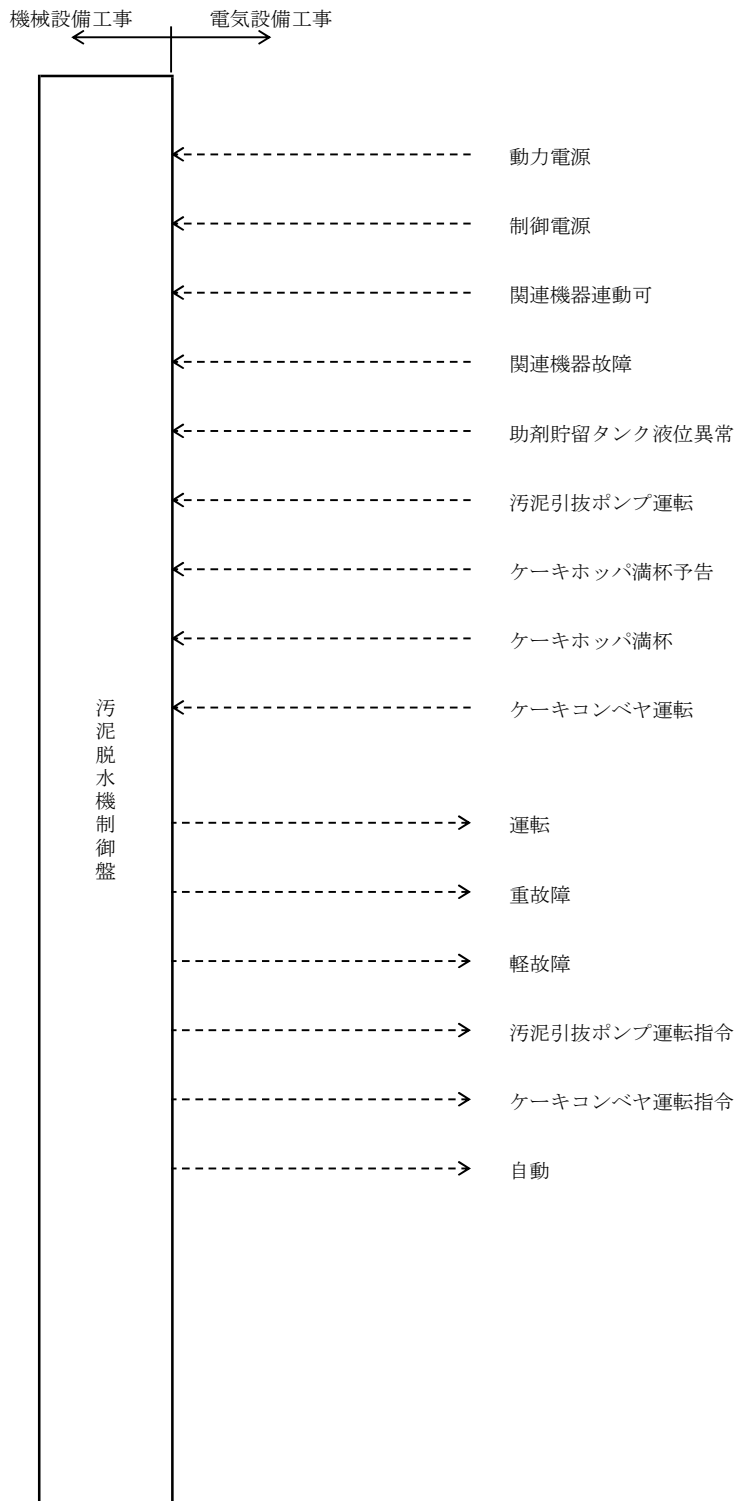 機械設備工事 電気設備工事
動力電源
制御電源
関連機器連動可
関連機器故障
助剤貯留タンク液位異常
汚泥引抜ポンプ運転
ケーキホッパ満杯予告
ケーキホッパ満杯
ケーキコンベヤ運転
汚泥脱水機制御盤
運転
重故障
軽故障
汚泥引抜ポンプ運転指令
ケーキコンベヤ運転指令
自動